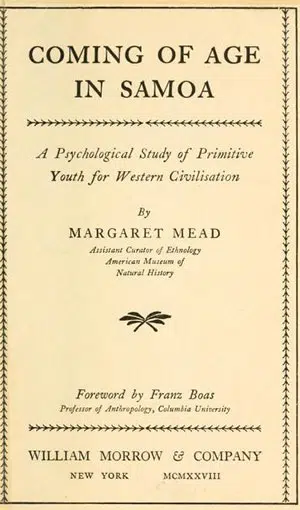 COMING OF AGE
IN SAMOA
A Psychological Study of Primitive
Youth for Western Civilisation
By
MARGARET MEAD
Assistant Curator of Ethnology
American Museum of
Natural History
Foreword by Franz Boas
Professor of Anthropology, Columbia University
WILLIAM MORROW & COMPANY
NEW YORK MCMXXVIII